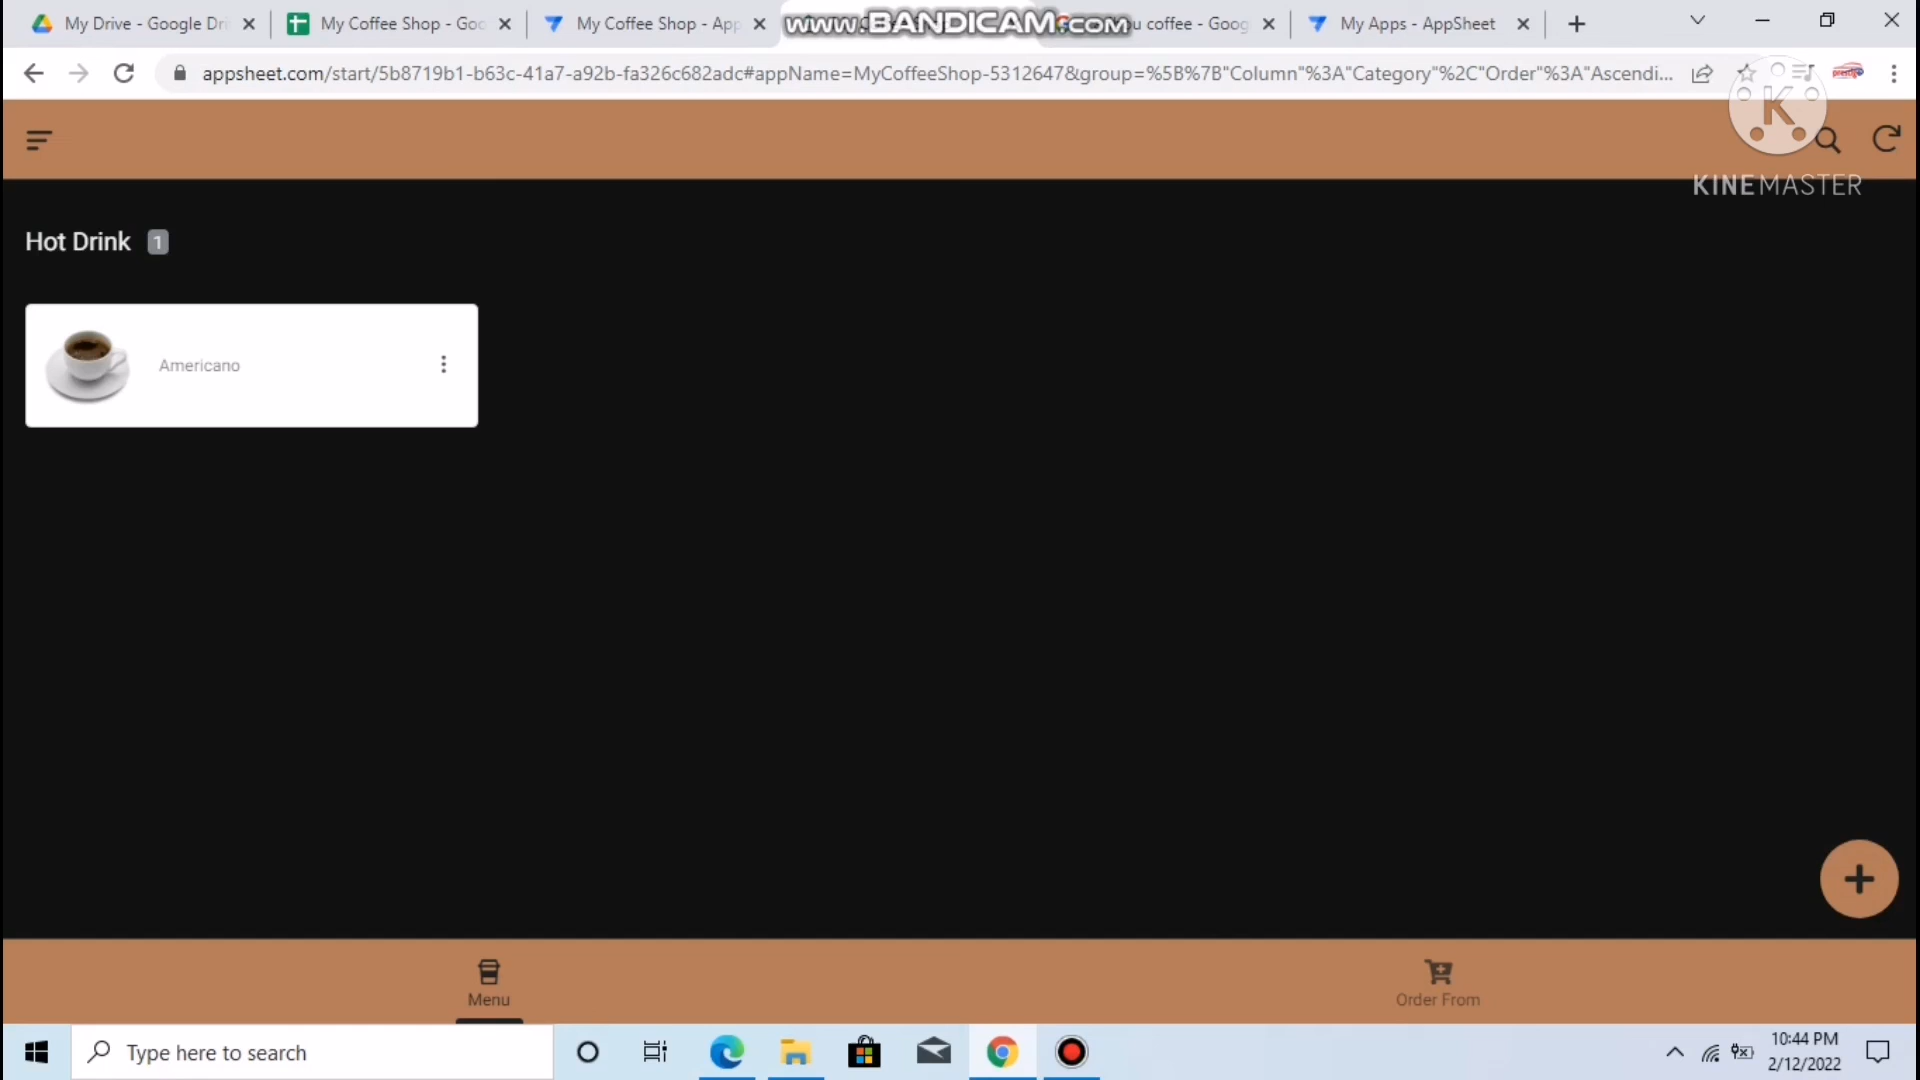 My Drive - Google Dri
My Coffee Shop - Goo
My Coffee Shop - App
www.BANDICAM.com
ou coffee - Goog
My Apps - AppSheet
appsheet.com/start/5b8719b1-b63c-41a7-a92b-fa326c682adc#appName=MyCoffeeShop-5312647&group=%5B%7B"Column"%3A"Category"%2C"Order"%3A"Ascendi...
K
KINEMASTER
Hot Drink 1
Americano
Menu
Order From
Type here to search
10:44 PM
2/12/2022